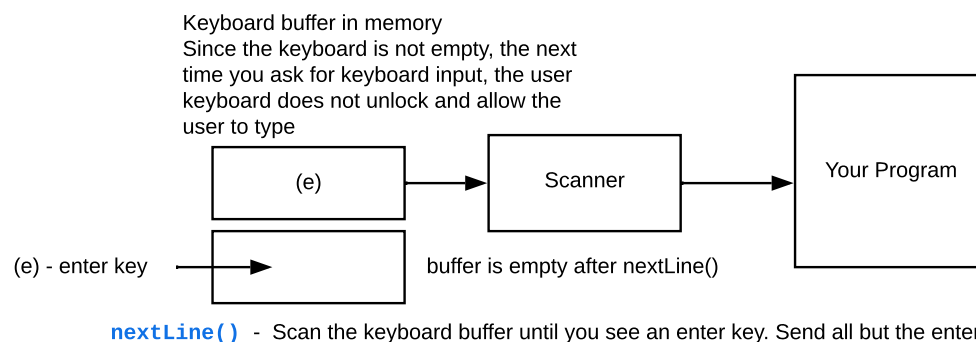 Keyboard buffer in memory
Since the keyboard is not empty, the next
time you ask for keyboard input, the user
keyboard does not unlock and allow the
user to type
(e)
Scanner
Your Program
(e) - enter key
buffer is empty after nextLine()
nextLine() - Scan the keyboard buffer until you see an enter key. Send all but the enter